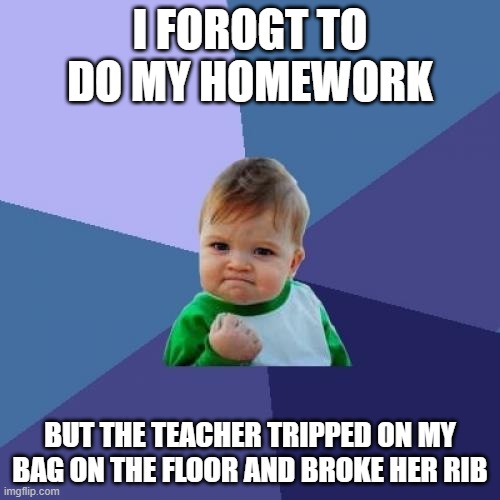 I FOROGT TO
DO MY HOMEWORK
BUT THE TEACHER TRIPPED ON MY
BAG ON THE FLOOR AND BROKE HER RIB
imgflip.com